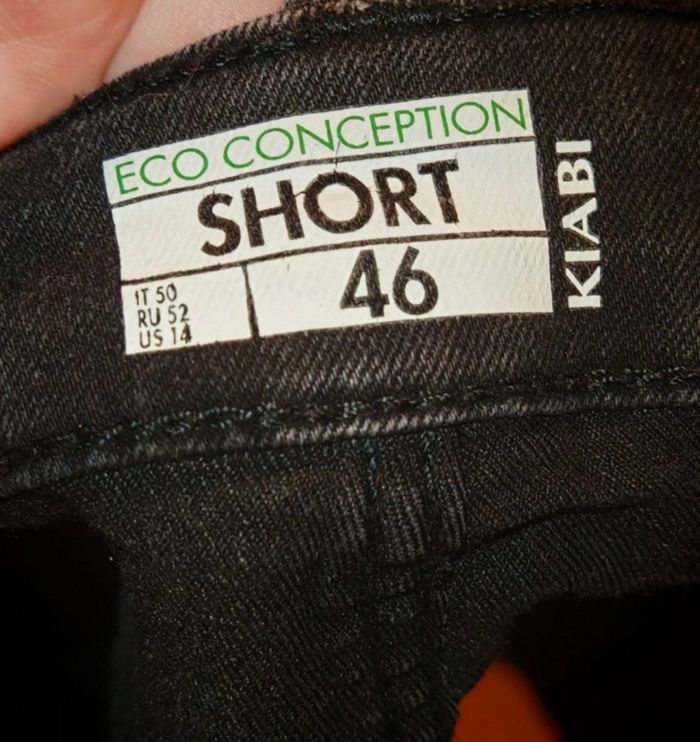 ECO CONCEPTION
SHORT
46
IT 50
RU 52
US 14
KIABI